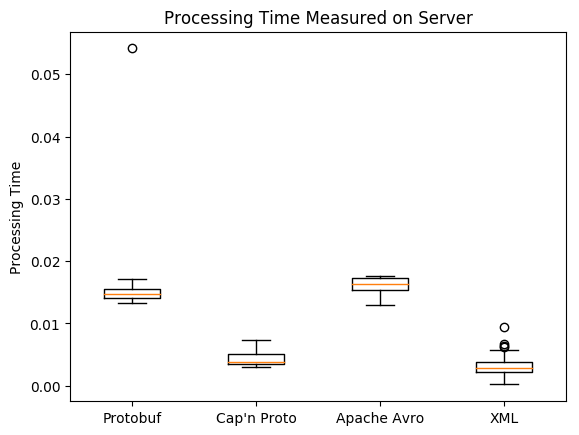 Processing Time Measured on Server
Processing Time
0.05
0.04
0.03
0.02
0.01
0.00
Protobuf
Cap'n Proto
Apache Avro
XML